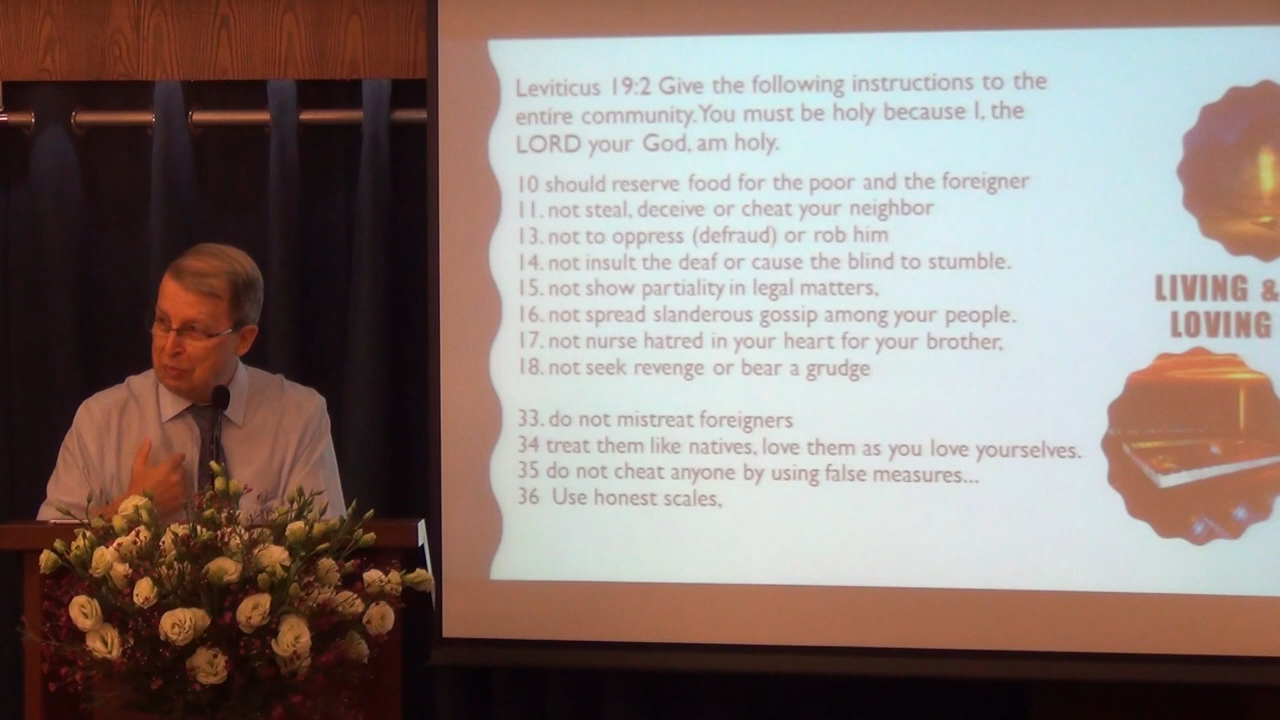 Leviticus 19:2 Give the following instructions to the
entire community. You must be holy because I, the
LORD your God, am holy.
10 should reserve food for the poor and the foreigner
11. not steal, deceive or cheat your neighbor
13. not to oppress (defraud) or rob him
14. not insult the deaf or cause the blind to stumble.
15. not show partiality in legal matters,
16. not spread slanderous gossip among your people.
17. not nurse hatred in your heart for your brother,
18. not seek revenge or bear a grudge
33. do not mistreat foreigners
34 treat them like natives, love them as you love yourselves.
35 do not cheat anyone by using false measures...
36 Use honest scales,
LIVING &
LOVING